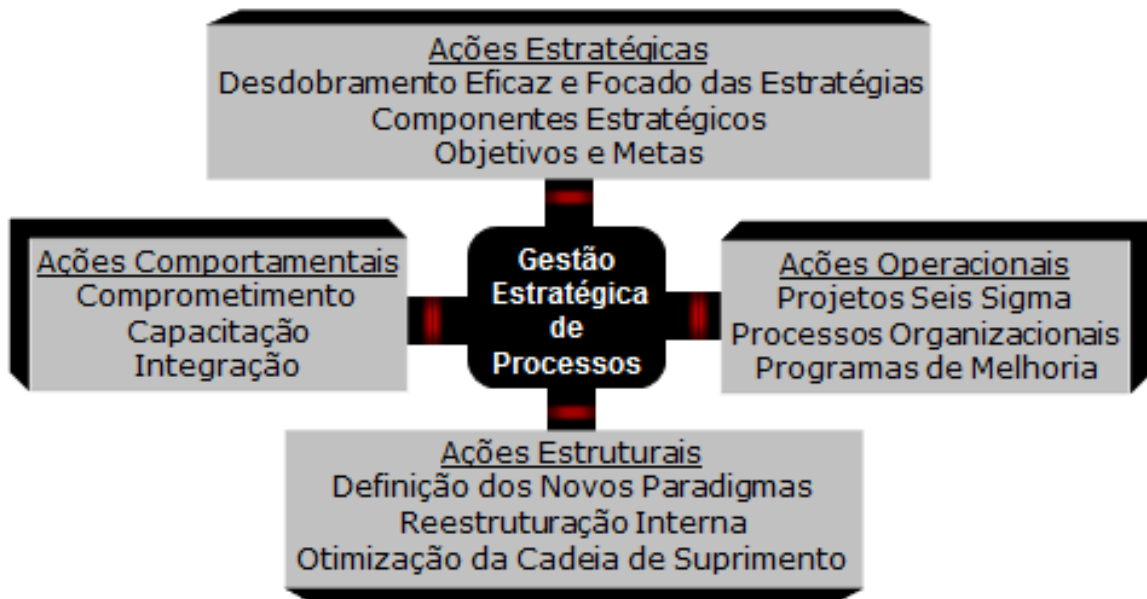 Ações Estratégicas
Desdobramento Eficaz e Focado das Estratégias
Componentes Estratégicos
Objetivos e Metas
Ações Comportamentais
Comprometimento
Capacitação
Integração
Gestão
Estratégica
de
Processos
Ações Operacionais
Projetos Seis Sigma
Processos Organizacionais
Programas de Melhoria
Ações Estruturais
Definição dos Novos Paradigmas
Reestruturação Interna
Otimização da Cadeia de Suprimento